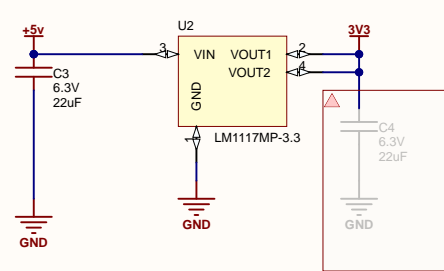 +5v
U2
3V3
3
VIN
VOUT1
2
VOUT2
4
C3
6.3V
22uF
GND
1
LM1117MP-3.3
C4
6.3V
22uF
GND
GND
GND